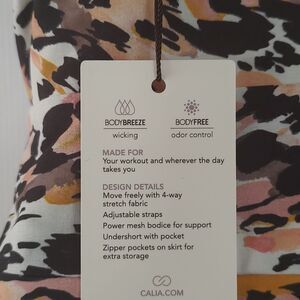 BODYBREEZE BODYFREE
wicking odor control
MADE FOR
Your workout and wherever the day
takes you
DESIGN DETAILS
Move freely with 4-way
stretch fabric
Adjustable straps
Power mesh bodice for support
Undershort with pocket
Zipper pockets on skirt for
extra storage
CALIA.COM